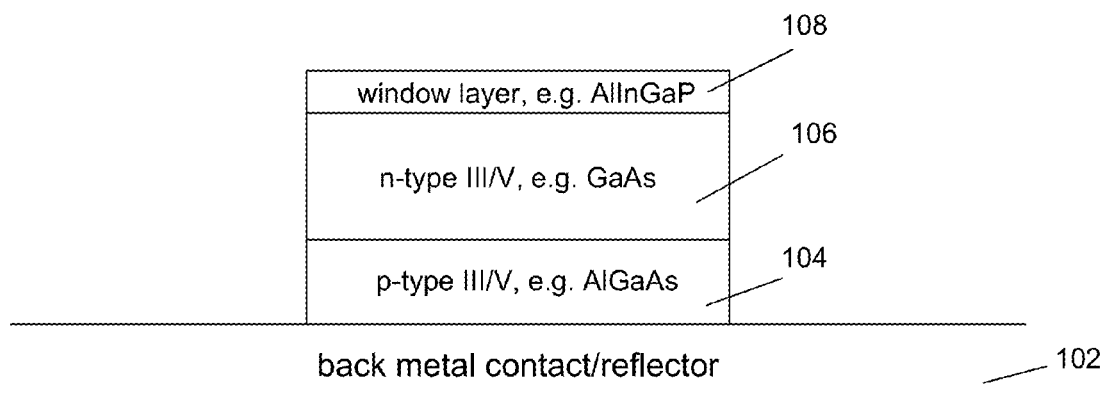 108
window layer, e.g. AlInGaP
106
n-type III/V, e.g. GaAs
104
p-type III/V, e.g. AlGaAs
back metal contact/reflector
102